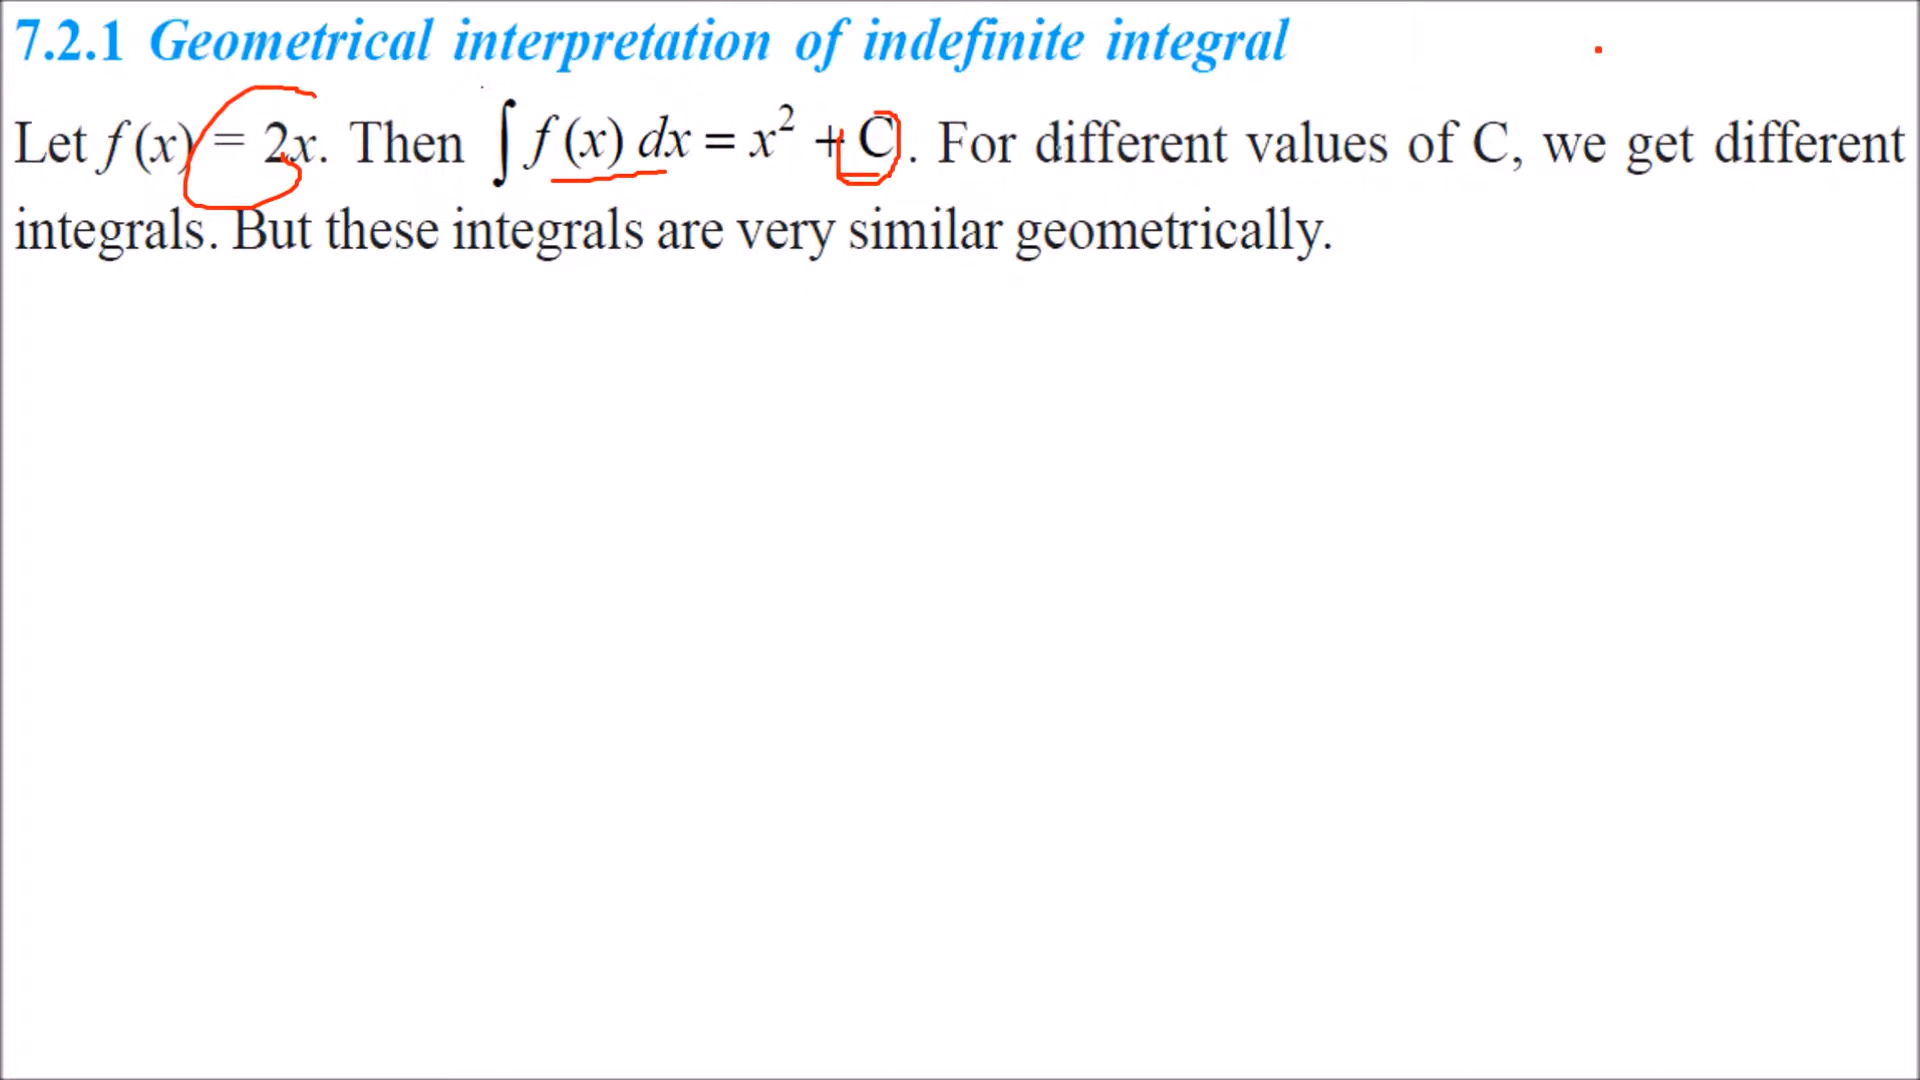 7.2.1 Geometrical interpretation of indefinite integral
Let f (x) = 2x. Then ∫ f (x) dx = x² + C. For different values of C, we get different
integrals. But these integrals are very similar geometrically.